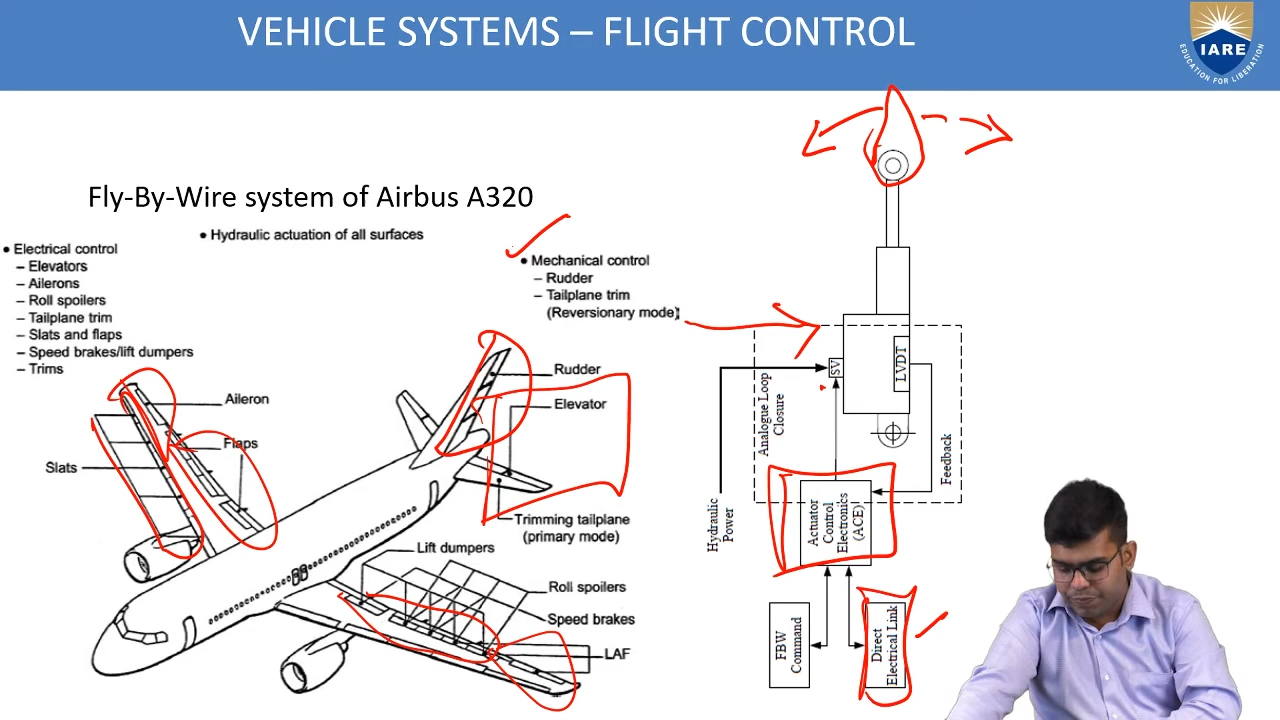 VEHICLE SYSTEMS – FLIGHT CONTROL
IARE
EDUCATION FOR LIBERATION
Fly-By-Wire system of Airbus A320
• Hydraulic actuation of all surfaces
• Electrical control
– Elevators
– Ailerons
– Roll spoilers
– Tailplane trim
– Slats and flaps
– Speed brakes/lift dumpers
– Trims
• Mechanical control
– Rudder
– Tailplane trim
(Reversionary mode)
Rudder
Elevator
Aileron
Flaps
Slats
Trimming tailplane
(primary mode)
Lift dumpers
Roll spoilers
Speed brakes
LAF
SV
LVDT
Analogue Loop
Closure
Feedback
Hydraulic
Power
Actuator
Control
Electronics
(ACE)
FBW
Command
Direct
Electrical Link